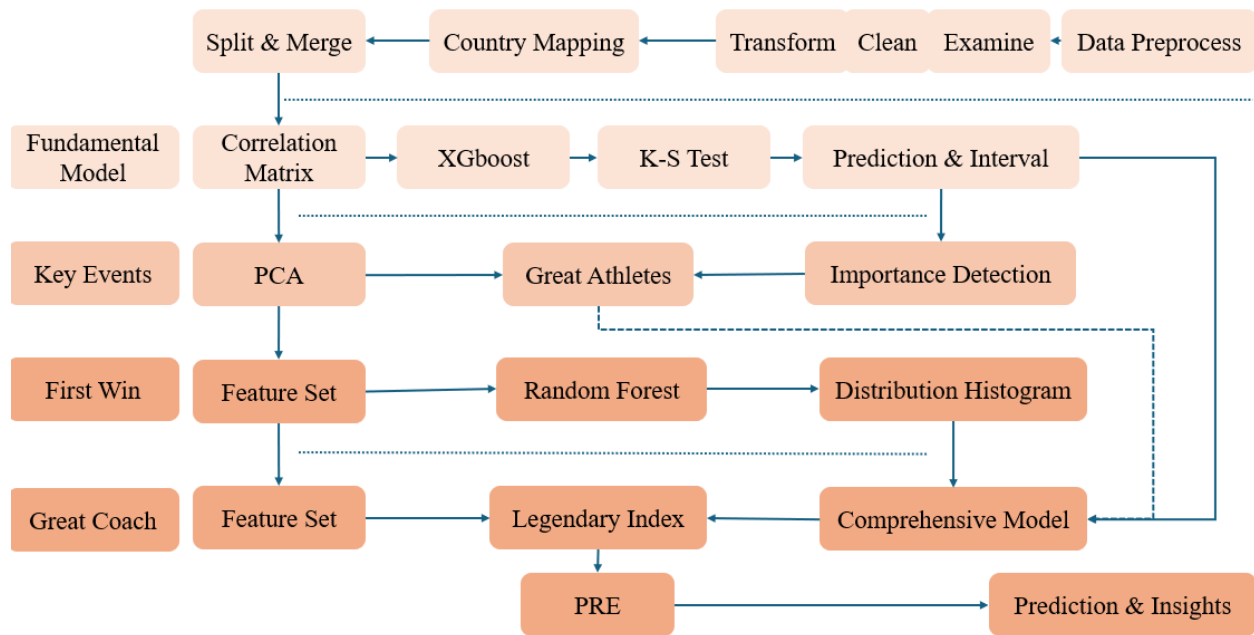 Split & Merge
Country Mapping
Transform
Clean
Examine
Data Preprocess
Fundamental
Model
Correlation
Matrix
XGboost
K-S Test
Prediction & Interval
Key Events
PCA
Great Athletes
Importance Detection
First Win
Feature Set
Random Forest
Distribution Histogram
Great Coach
Feature Set
Legendary Index
Comprehensive Model
PRE
Prediction & Insights